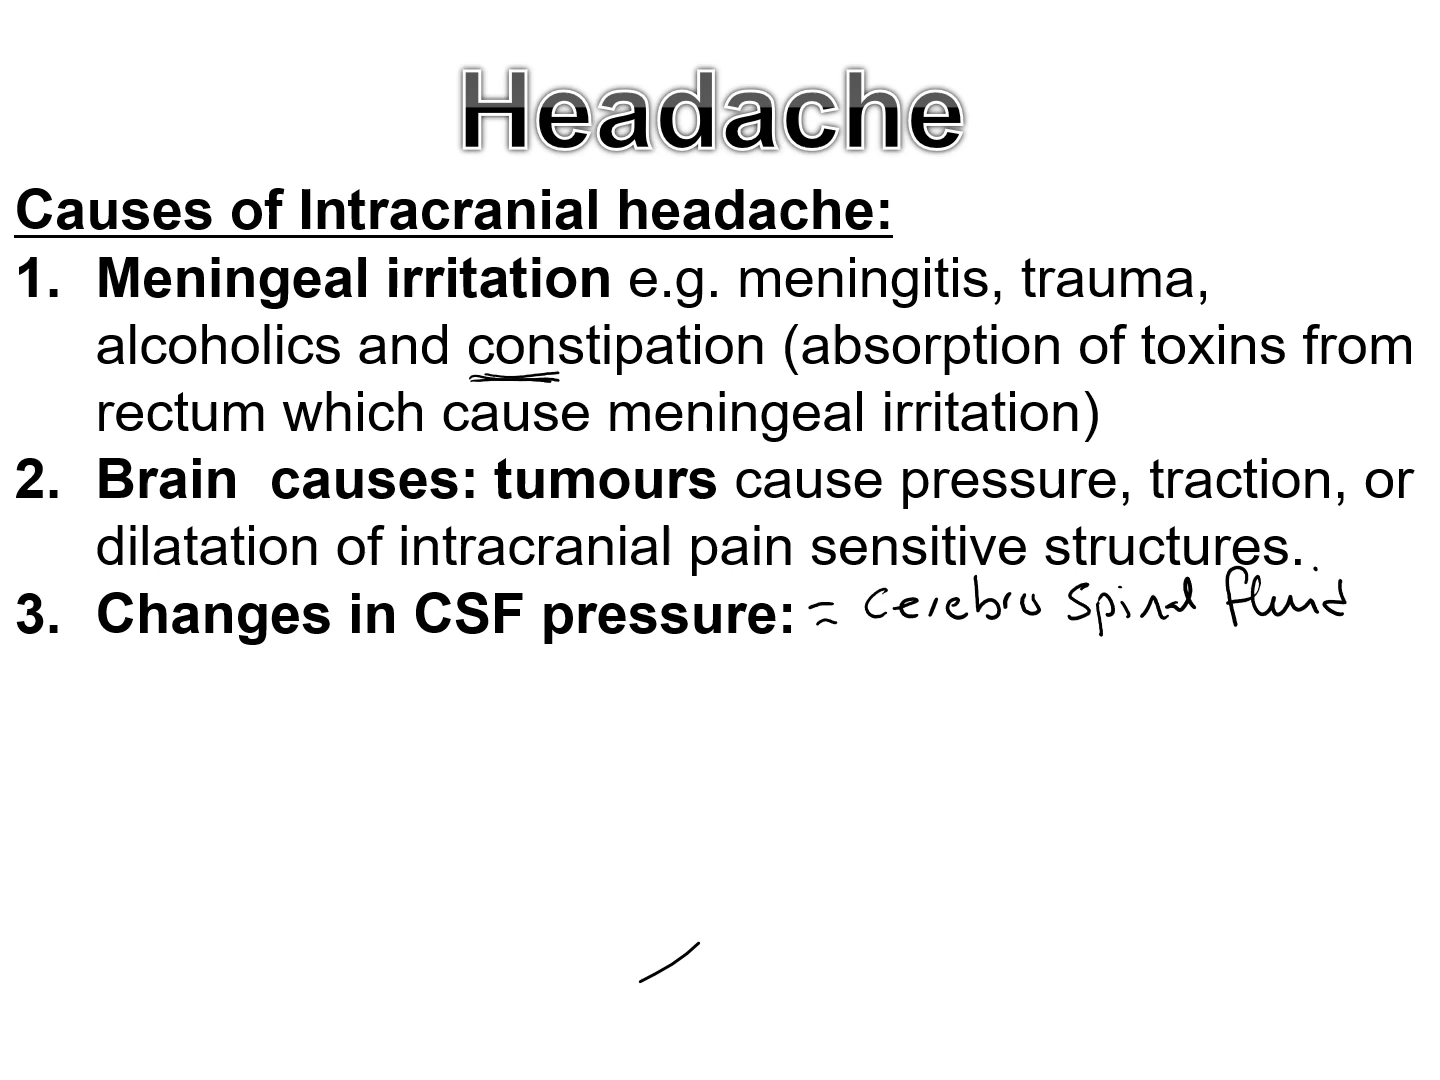 Headache
Causes of Intracranial headache:
1. Meningeal irritation e.g. meningitis, trauma,
alcoholics and constipation (absorption of toxins from
rectum which cause meningeal irritation)
2. Brain causes: tumours cause pressure, traction, or
dilatation of intracranial pain sensitive structures.
3. Changes in CSF pressure: = Cerebro Spinal fluid